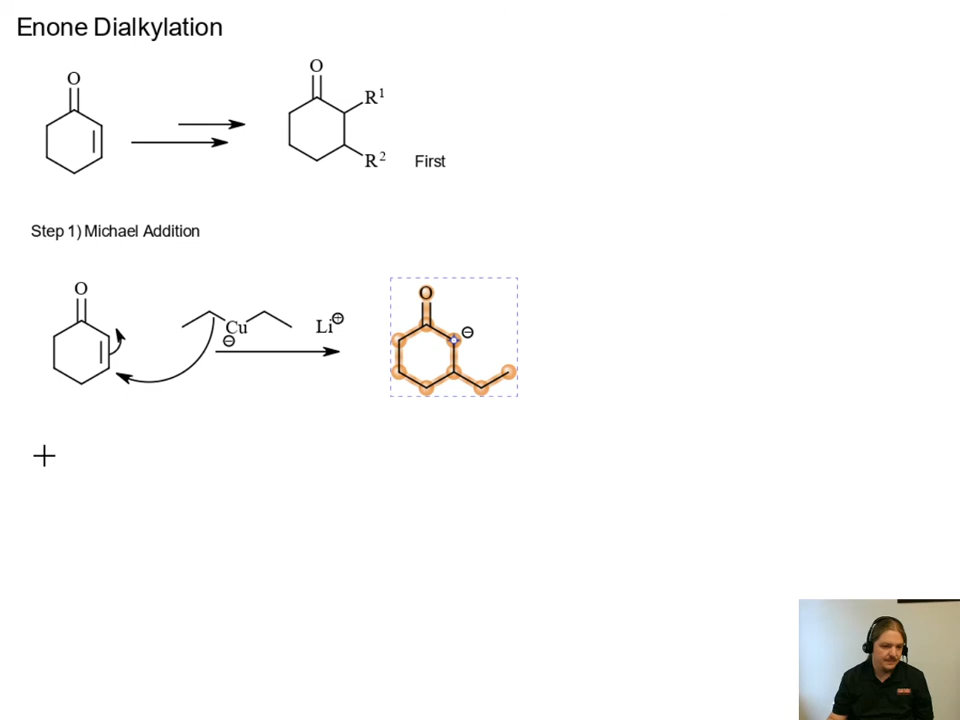 Enone Dialkylation
O
O
R¹
R²
First
Step 1) Michael Addition
O
Cu
⊖
Li⊕
O
⊖
+